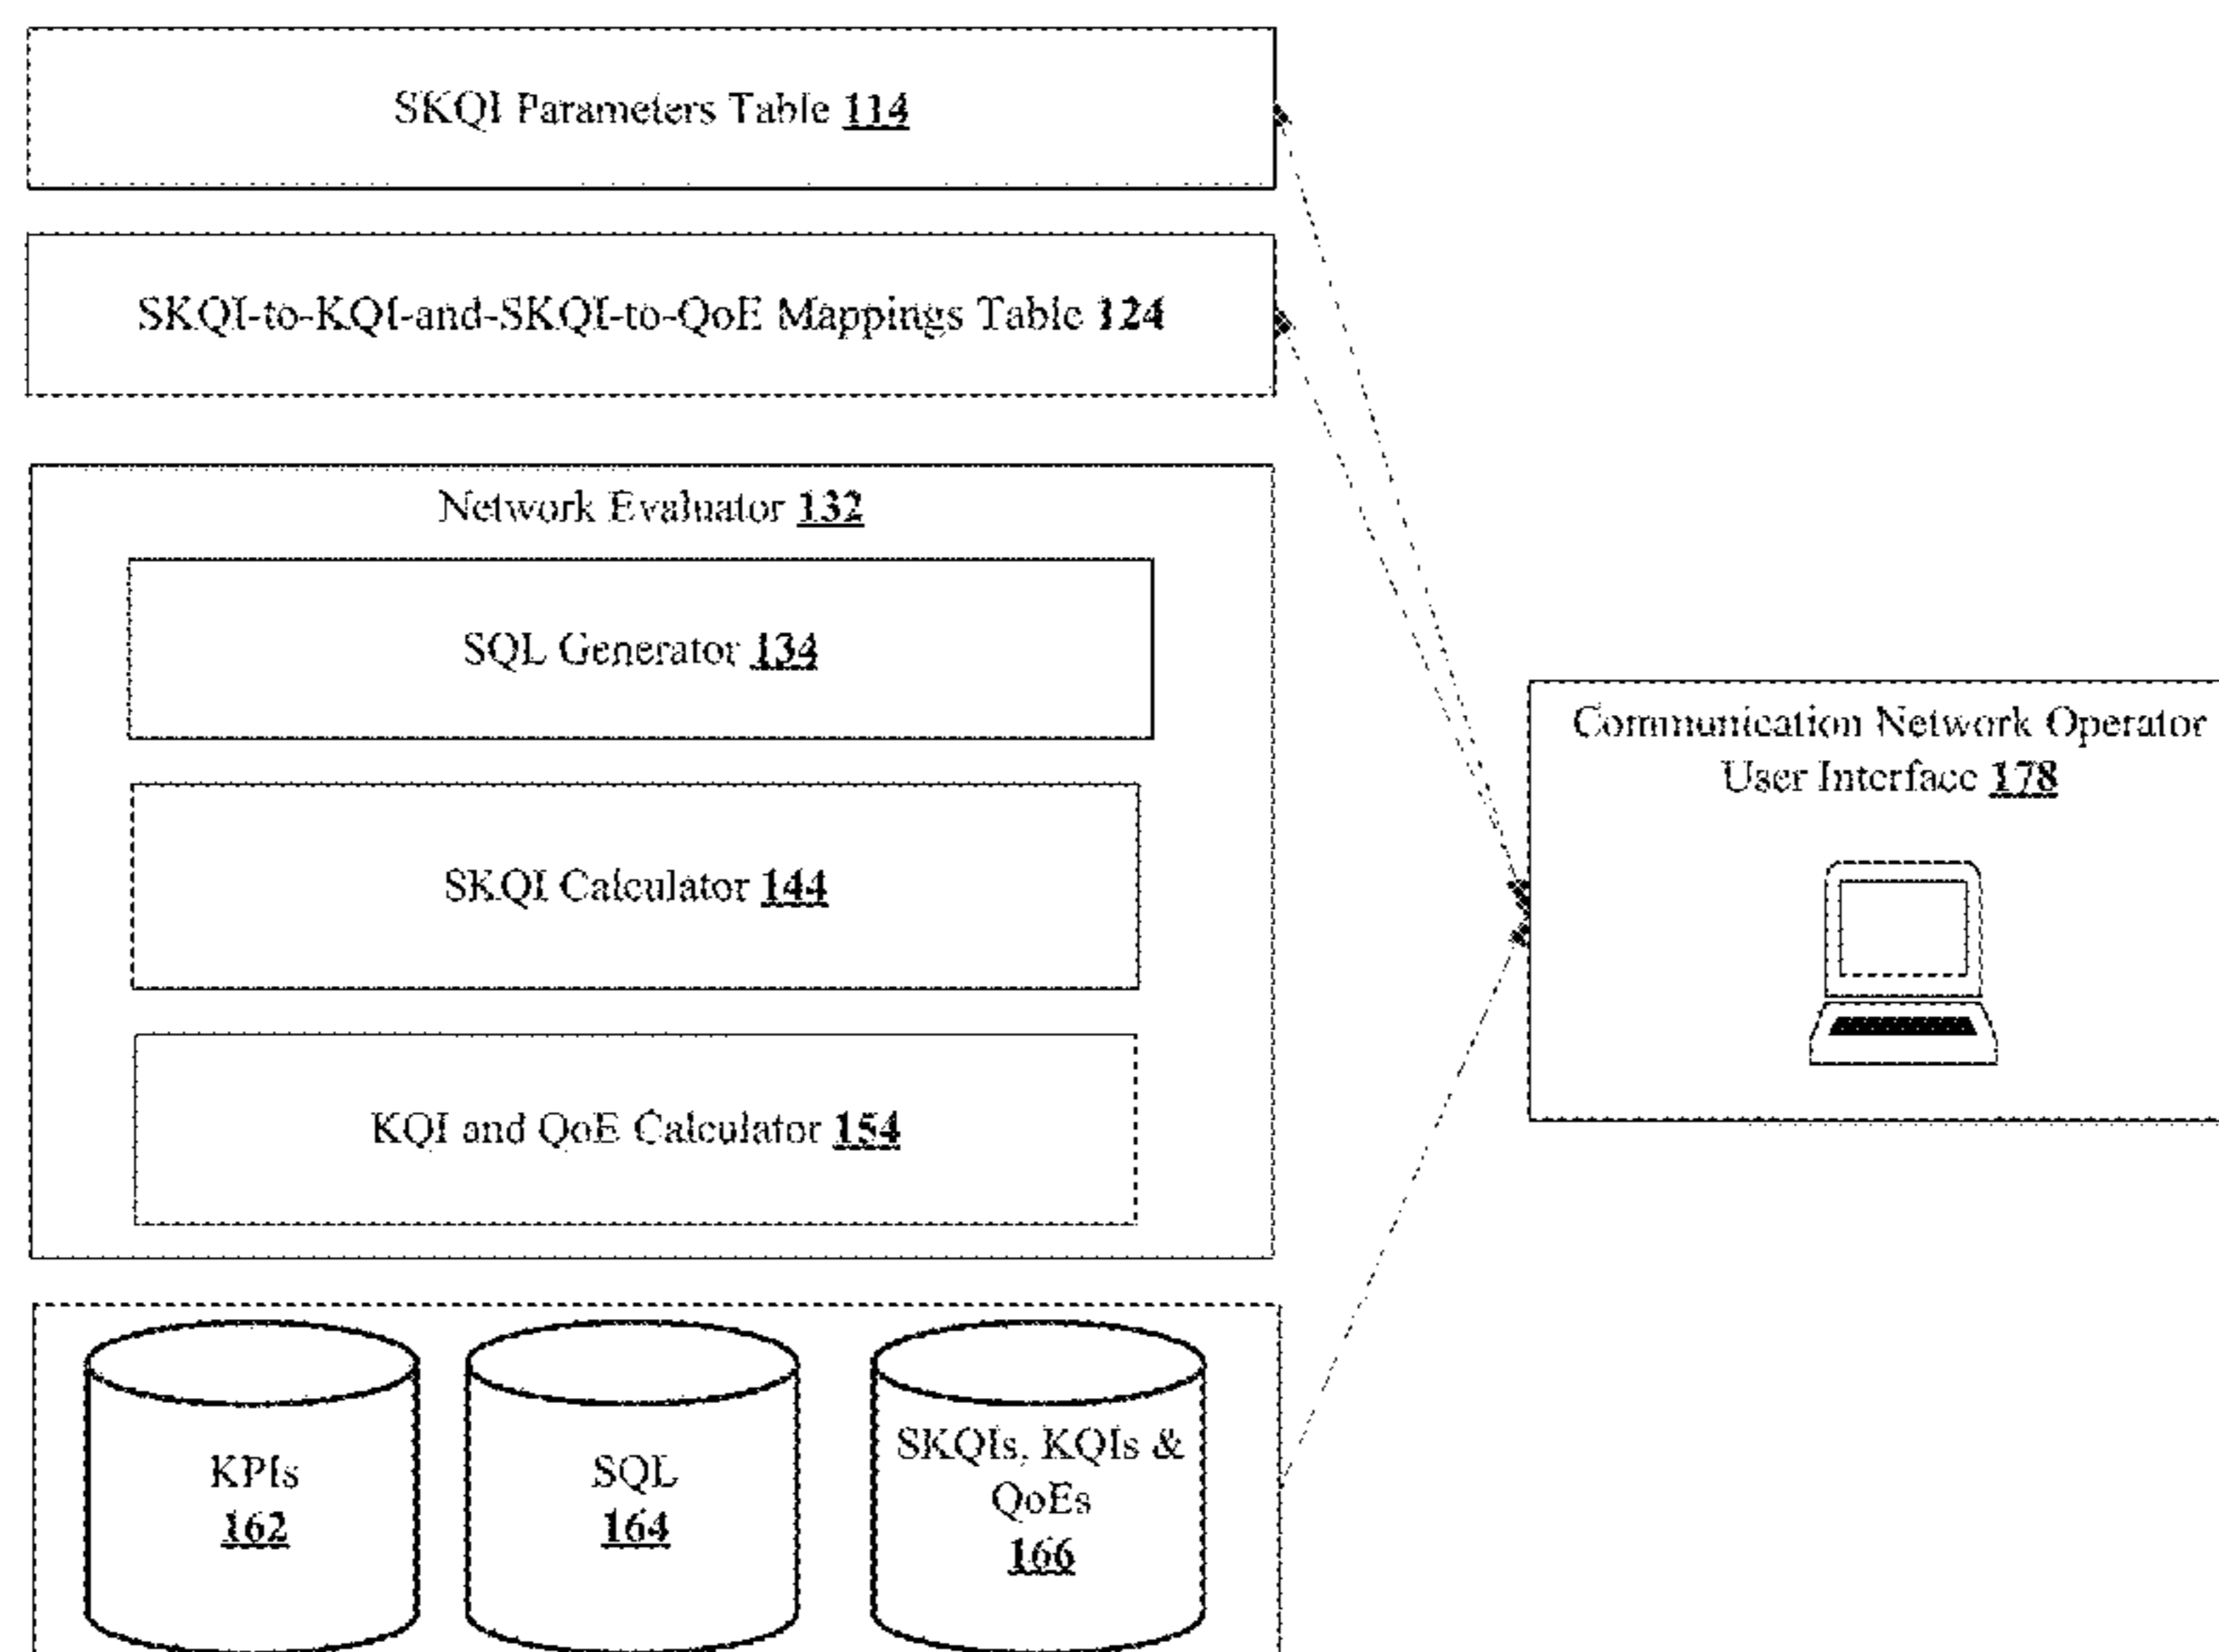 SKQI Parameters Table 114
SKQI-to-KQI-and-SKQI-to-QoE Mappings Table 124
Network Evaluator 132
SQL Generator 134
SKQI Calculator 144
KQI and QoE Calculator 154
Communication Network Operator
User Interface 178
KPIs
162
SQL
164
SKQIs, KQIs &
QoEs
166